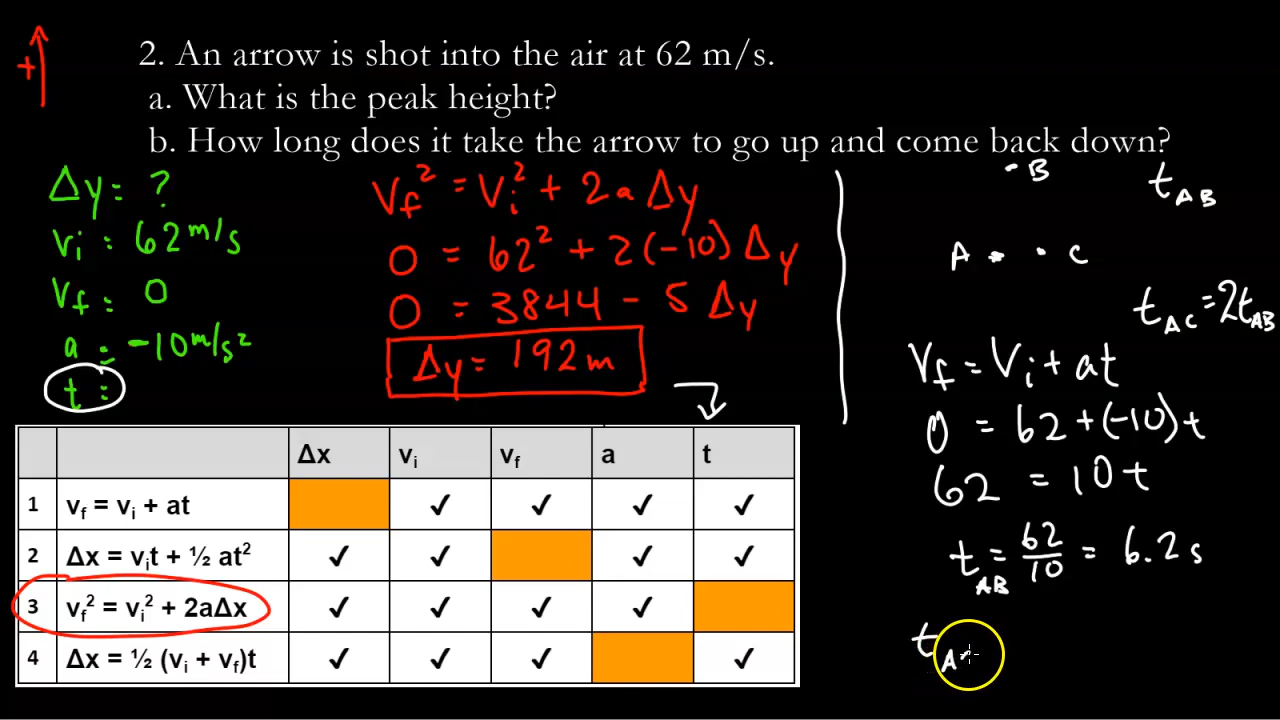 +
2. An arrow is shot into the air at 62 m/s.
a. What is the peak height?
b. How long does it take the arrow to go up and come back down?
Δy = ?
vi = 62 m/s
vf = 0
a = -10 m/s²
t =
Vf² = Vi² + 2a Δy
0 = 62² + 2(-10) Δy
0 = 3844 - 5 Δy
Δy = 192 m
B
tAB
A C
tAC = 2tAB
Vf = Vi + at
0 = 62 + (-10)t
62 = 10t
tAB = 62/10 = 6.2 s
tA
Δx vi vf a t
1 vf = vi + at ✓ ✓ ✓ ✓
2 Δx = vit + ½ at² ✓ ✓ ✓ ✓
3 vf² = vi² + 2aΔx ✓ ✓ ✓ ✓
4 Δx = ½ (vi + vf)t ✓ ✓ ✓ ✓